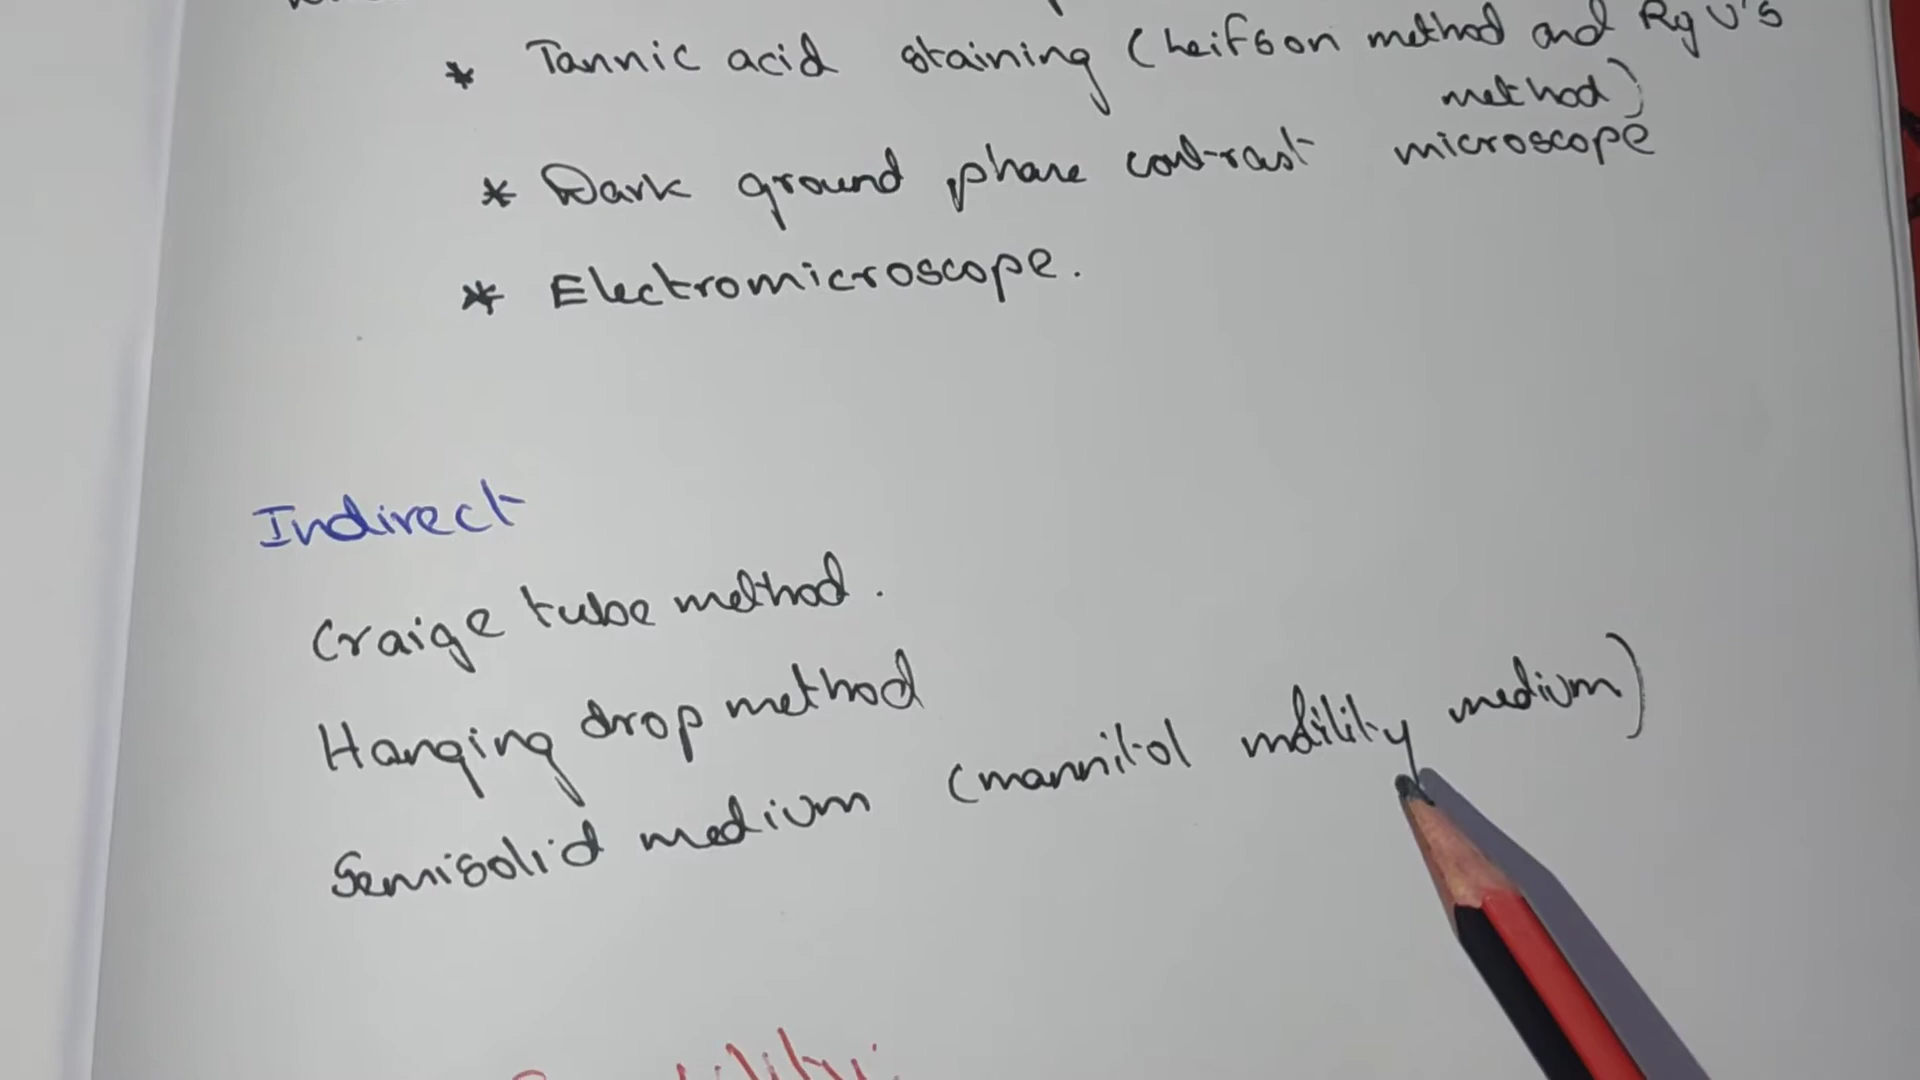 * Tannic acid staining (heifson method and Ryu's
method)
* Dark ground phase contrast microscope
* Electromicroscope.
Indirect
Craige tube method.
Hanging drop method
Semisolid medium (mannitol motility medium)